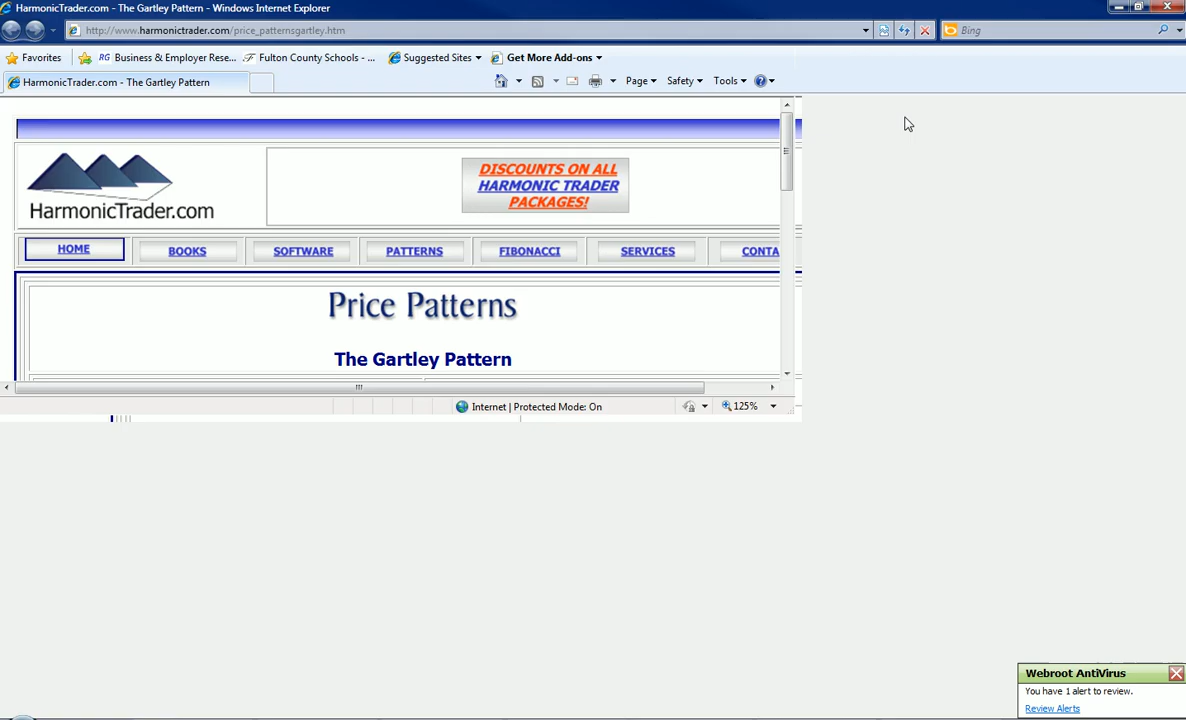 HarmonicTrader.com - The Gartley Pattern - Windows Internet Explorer
http://www.harmonictrader.com/price_patternsgartley.htm
Bing
Favorites
RG Business & Employer Rese...
Fulton County Schools - ...
Suggested Sites
Get More Add-ons
HarmonicTrader.com - The Gartley Pattern
Page
Safety
Tools
DISCOUNTS ON ALL
HARMONIC TRADER
PACKAGES!
HarmonicTrader.com
HOME BOOKS SOFTWARE PATTERNS FIBONACCI SERVICES CONTA
Price Patterns
The Gartley Pattern
Internet | Protected Mode: On
125%
Webroot AntiVirus
You have 1 alert to review.
Review Alerts